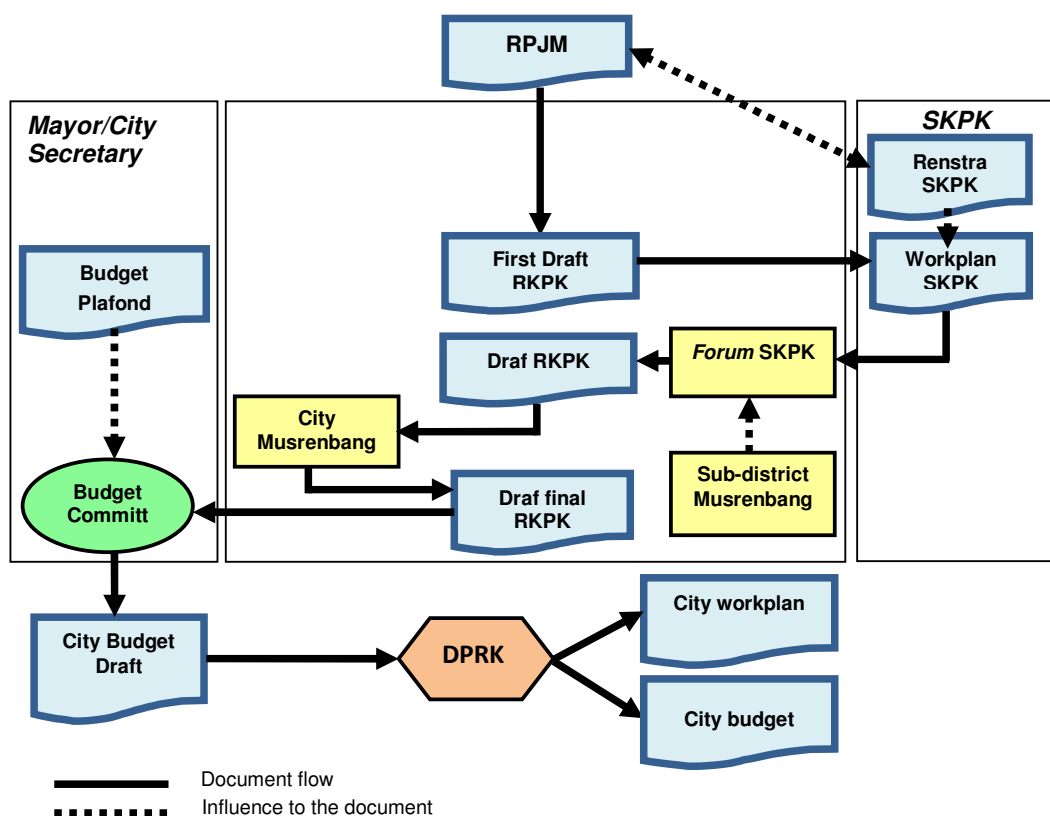 RPJM
Mayor/City
Secretary
SKPK
Renstra
SKPK
Budget
Plafond
First Draft
RKPK
Workplan
SKPK
Draf RKPK
Forum SKPK
City
Musrenbang
Sub-district
Musrenbang
Budget
Committ
Draf final
RKPK
City Budget
Draft
DPRK
City workplan
City budget
Document flow
Influence to the document